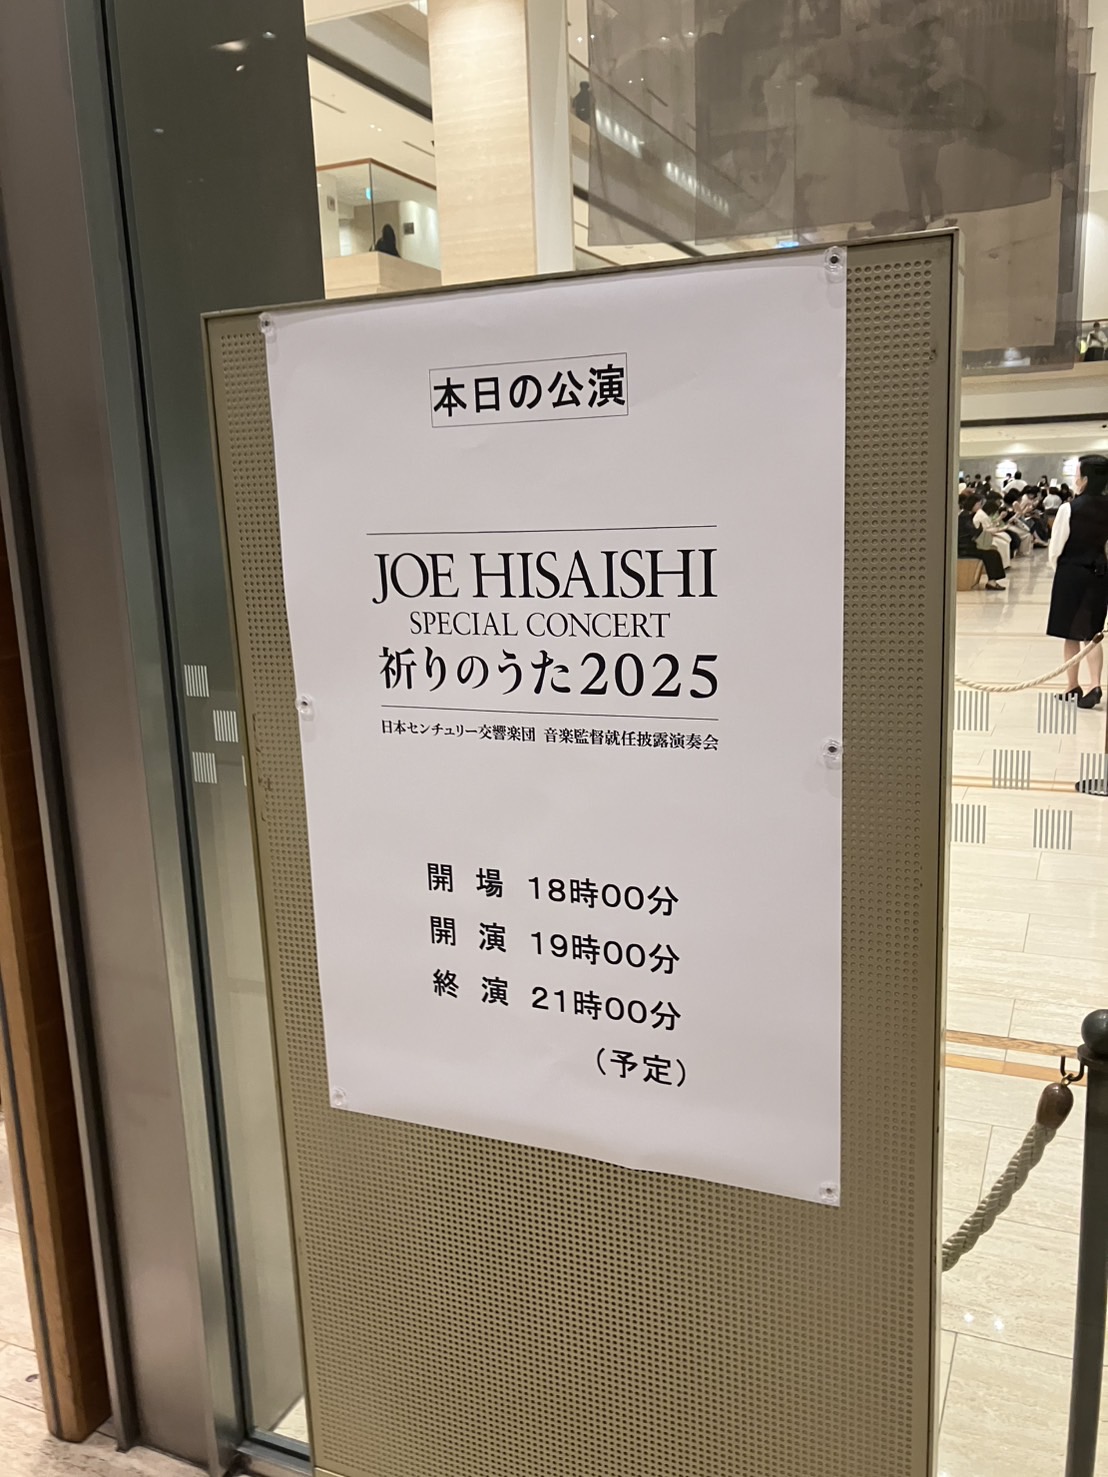 本日の公演
JOE HISAISHI
SPECIAL CONCERT
祈りのうた2025
日本センチュリー交響楽団 音楽監督就任披露演奏会
開 場 18時00分
開 演 19時00分
終 演 21時00分
(予定)